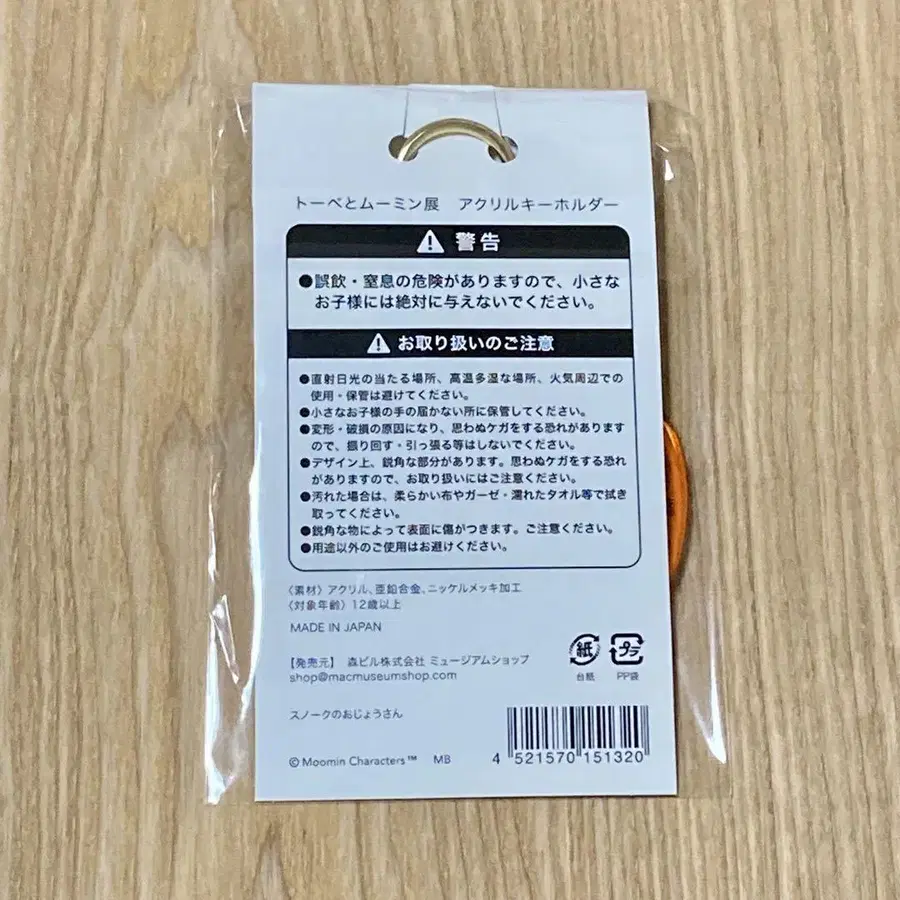 トーベとムーミン展 アクリルキーホルダー
警告
●誤飲・窒息の危険がありますので、小さな
お子様には絶対に与えないでください。
お取り扱いのご注意
●直射日光の当たる場所、高温多湿な場所、火気周辺での
使用・保管は避けてください。
●小さなお子様の手の届かない所に保管してください。
●変形・破損の原因になり、思わぬケガをする恐れがあります
ので、振り回す・引っ張る等はしないでください。
●デザイン上、鋭角な部分があります。思わぬケガをする恐れ
がありますので、お取り扱いにはご注意ください。
●汚れた場合は、柔らかい布やガーゼ・濡れたタオル等で拭き
取ってください。
●鋭角な物によって表面に傷がつきます。ご注意ください。
●用途以外のご使用はお避けください。
〈素材〉アクリル、亜鉛合金、ニッケルメッキ加工
〈対象年齢〉12歳以上
MADE IN JAPAN
【発売元】 森ビル株式会社 ミュージアムショップ
shop@macmuseumshop.com
紙
台紙
プラ
PP袋
スノークのおじょうさん
© Moomin Characters™ MB
4 521570 151320